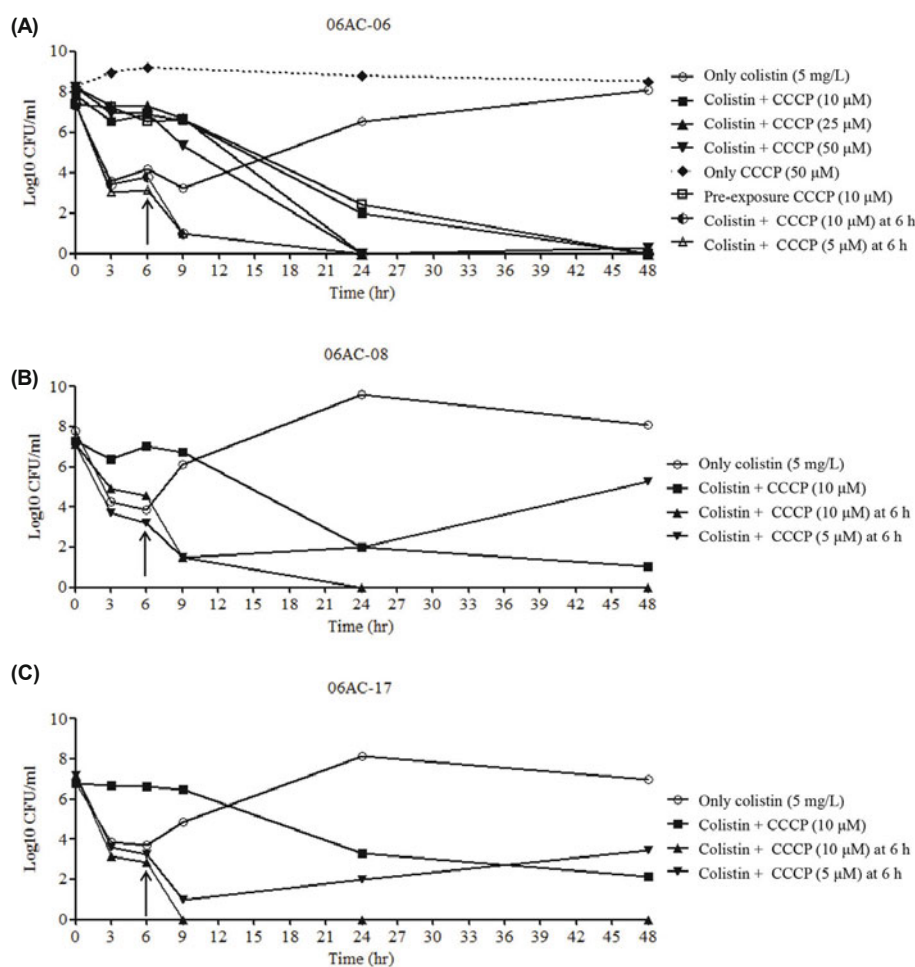 (A)
06AC-06
10
8
6
4
2
0
Log10 CFU/ml
0 3 6 9 12 15 18 21 24 27 30 33 36 39 42 45 48
Time (hr)
Only colistin (5 mg/L)
Colistin + CCCP (10 μM)
Colistin + CCCP (25 μM)
Colistin + CCCP (50 μM)
Only CCCP (50 μM)
Pre-exposure CCCP (10 μM)
Colistin + CCCP (10 μM) at 6 h
Colistin + CCCP (5 μM) at 6 h
(B)
06AC-08
10
8
6
4
2
0
Log10 CFU/ml
0 3 6 9 12 15 18 21 24 27 30 33 36 39 42 45 48
Time (hr)
Only colistin (5 mg/L)
Colistin + CCCP (10 μM)
Colistin + CCCP (10 μM) at 6 h
Colistin + CCCP (5 μM) at 6 h
(C)
06AC-17
10
8
6
4
2
0
Log10 CFU/ml
0 3 6 9 12 15 18 21 24 27 30 33 36 39 42 45 48
Time (hr)
Only colistin (5 mg/L)
Colistin + CCCP (10 μM)
Colistin + CCCP (10 μM) at 6 h
Colistin + CCCP (5 μM) at 6 h